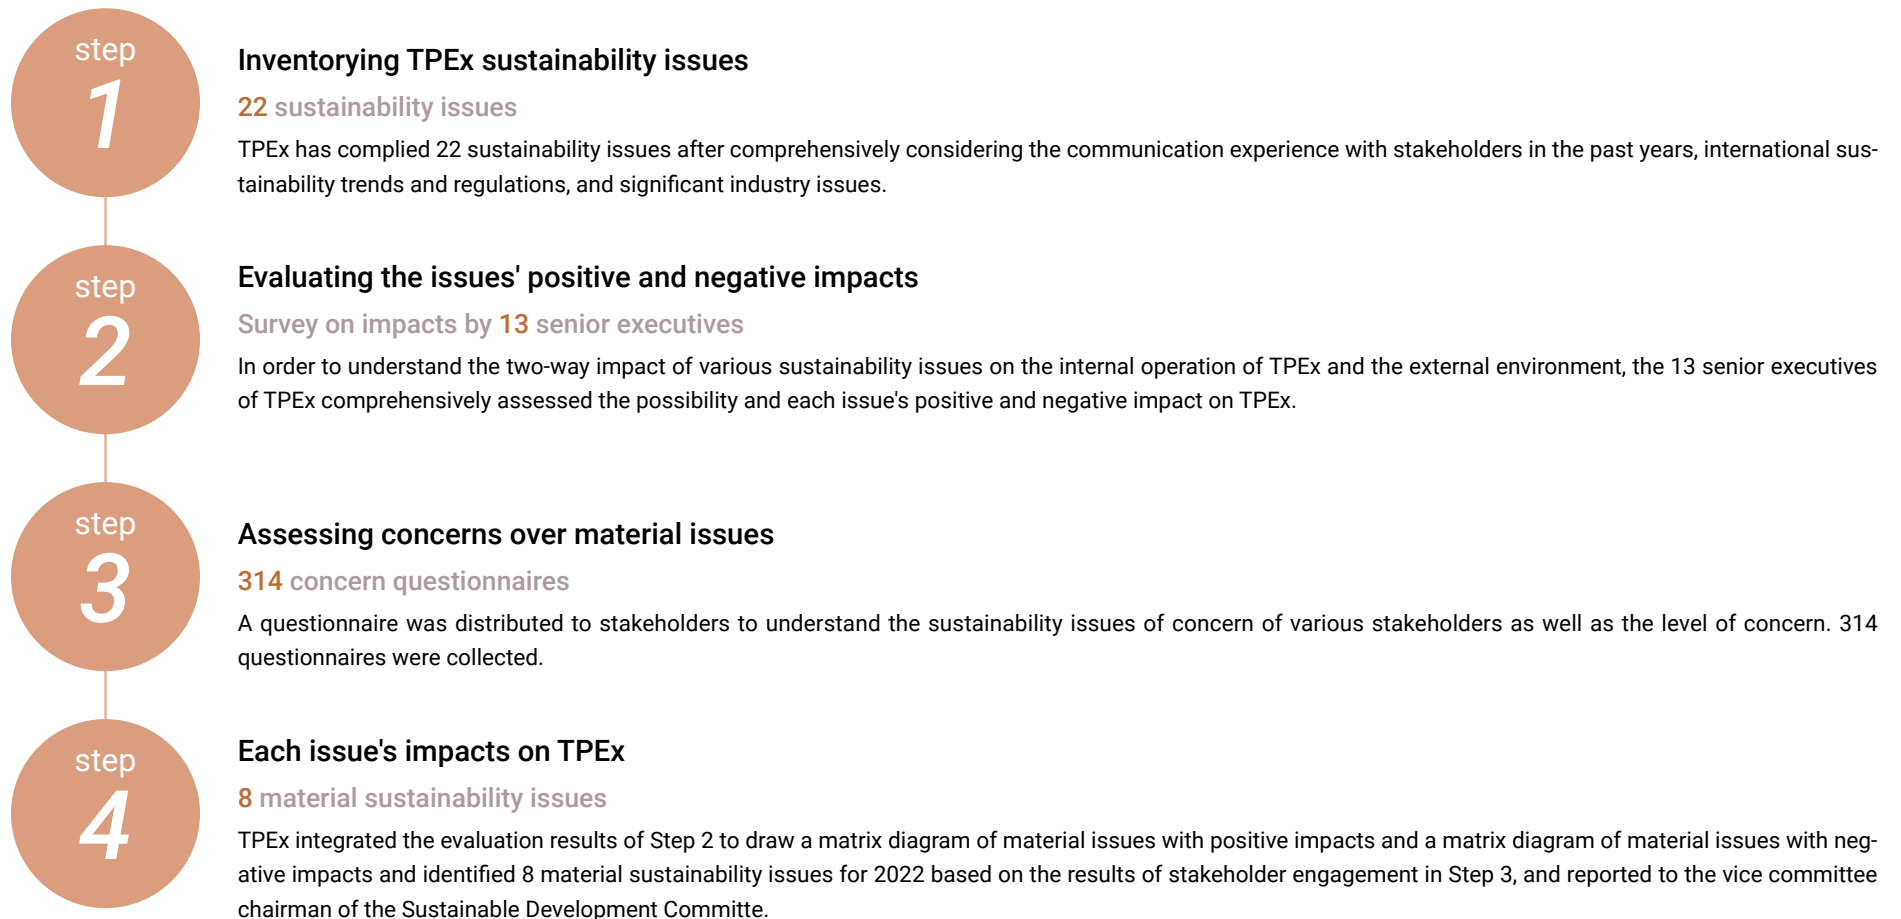 step
1
Inventorying TPEx sustainability issues
22 sustainability issues
TPEx has complied 22 sustainability issues after comprehensively considering the communication experience with stakeholders in the past years, international sus-
tainability trends and regulations, and significant industry issues.
step
2
Evaluating the issues' positive and negative impacts
Survey on impacts by 13 senior executives
In order to understand the two-way impact of various sustainability issues on the internal operation of TPEx and the external environment, the 13 senior executives
of TPEx comprehensively assessed the possibility and each issue's positive and negative impact on TPEx.
step
3
Assessing concerns over material issues
314 concern questionnaires
A questionnaire was distributed to stakeholders to understand the sustainability issues of concern of various stakeholders as well as the level of concern. 314
questionnaires were collected.
step
4
Each issue's impacts on TPEx
8 material sustainability issues
TPEx integrated the evaluation results of Step 2 to draw a matrix diagram of material issues with positive impacts and a matrix diagram of material issues with neg-
ative impacts and identified 8 material sustainability issues for 2022 based on the results of stakeholder engagement in Step 3, and reported to the vice committee
chairman of the Sustainable Development Committe.